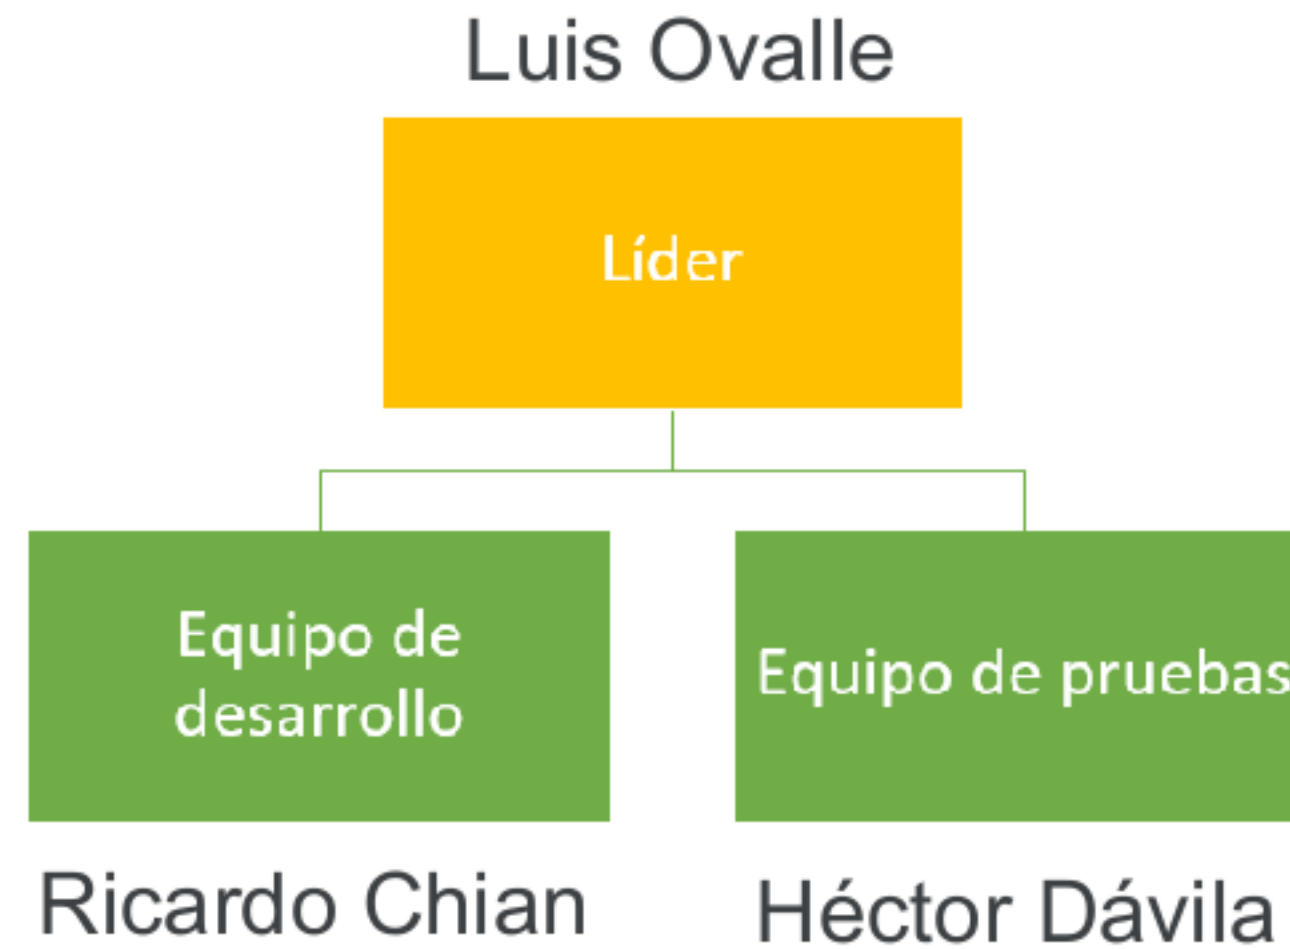 Luis Ovalle
Líder
Equipo de
desarrollo
Equipo de pruebas
Ricardo Chian
Héctor Dávila